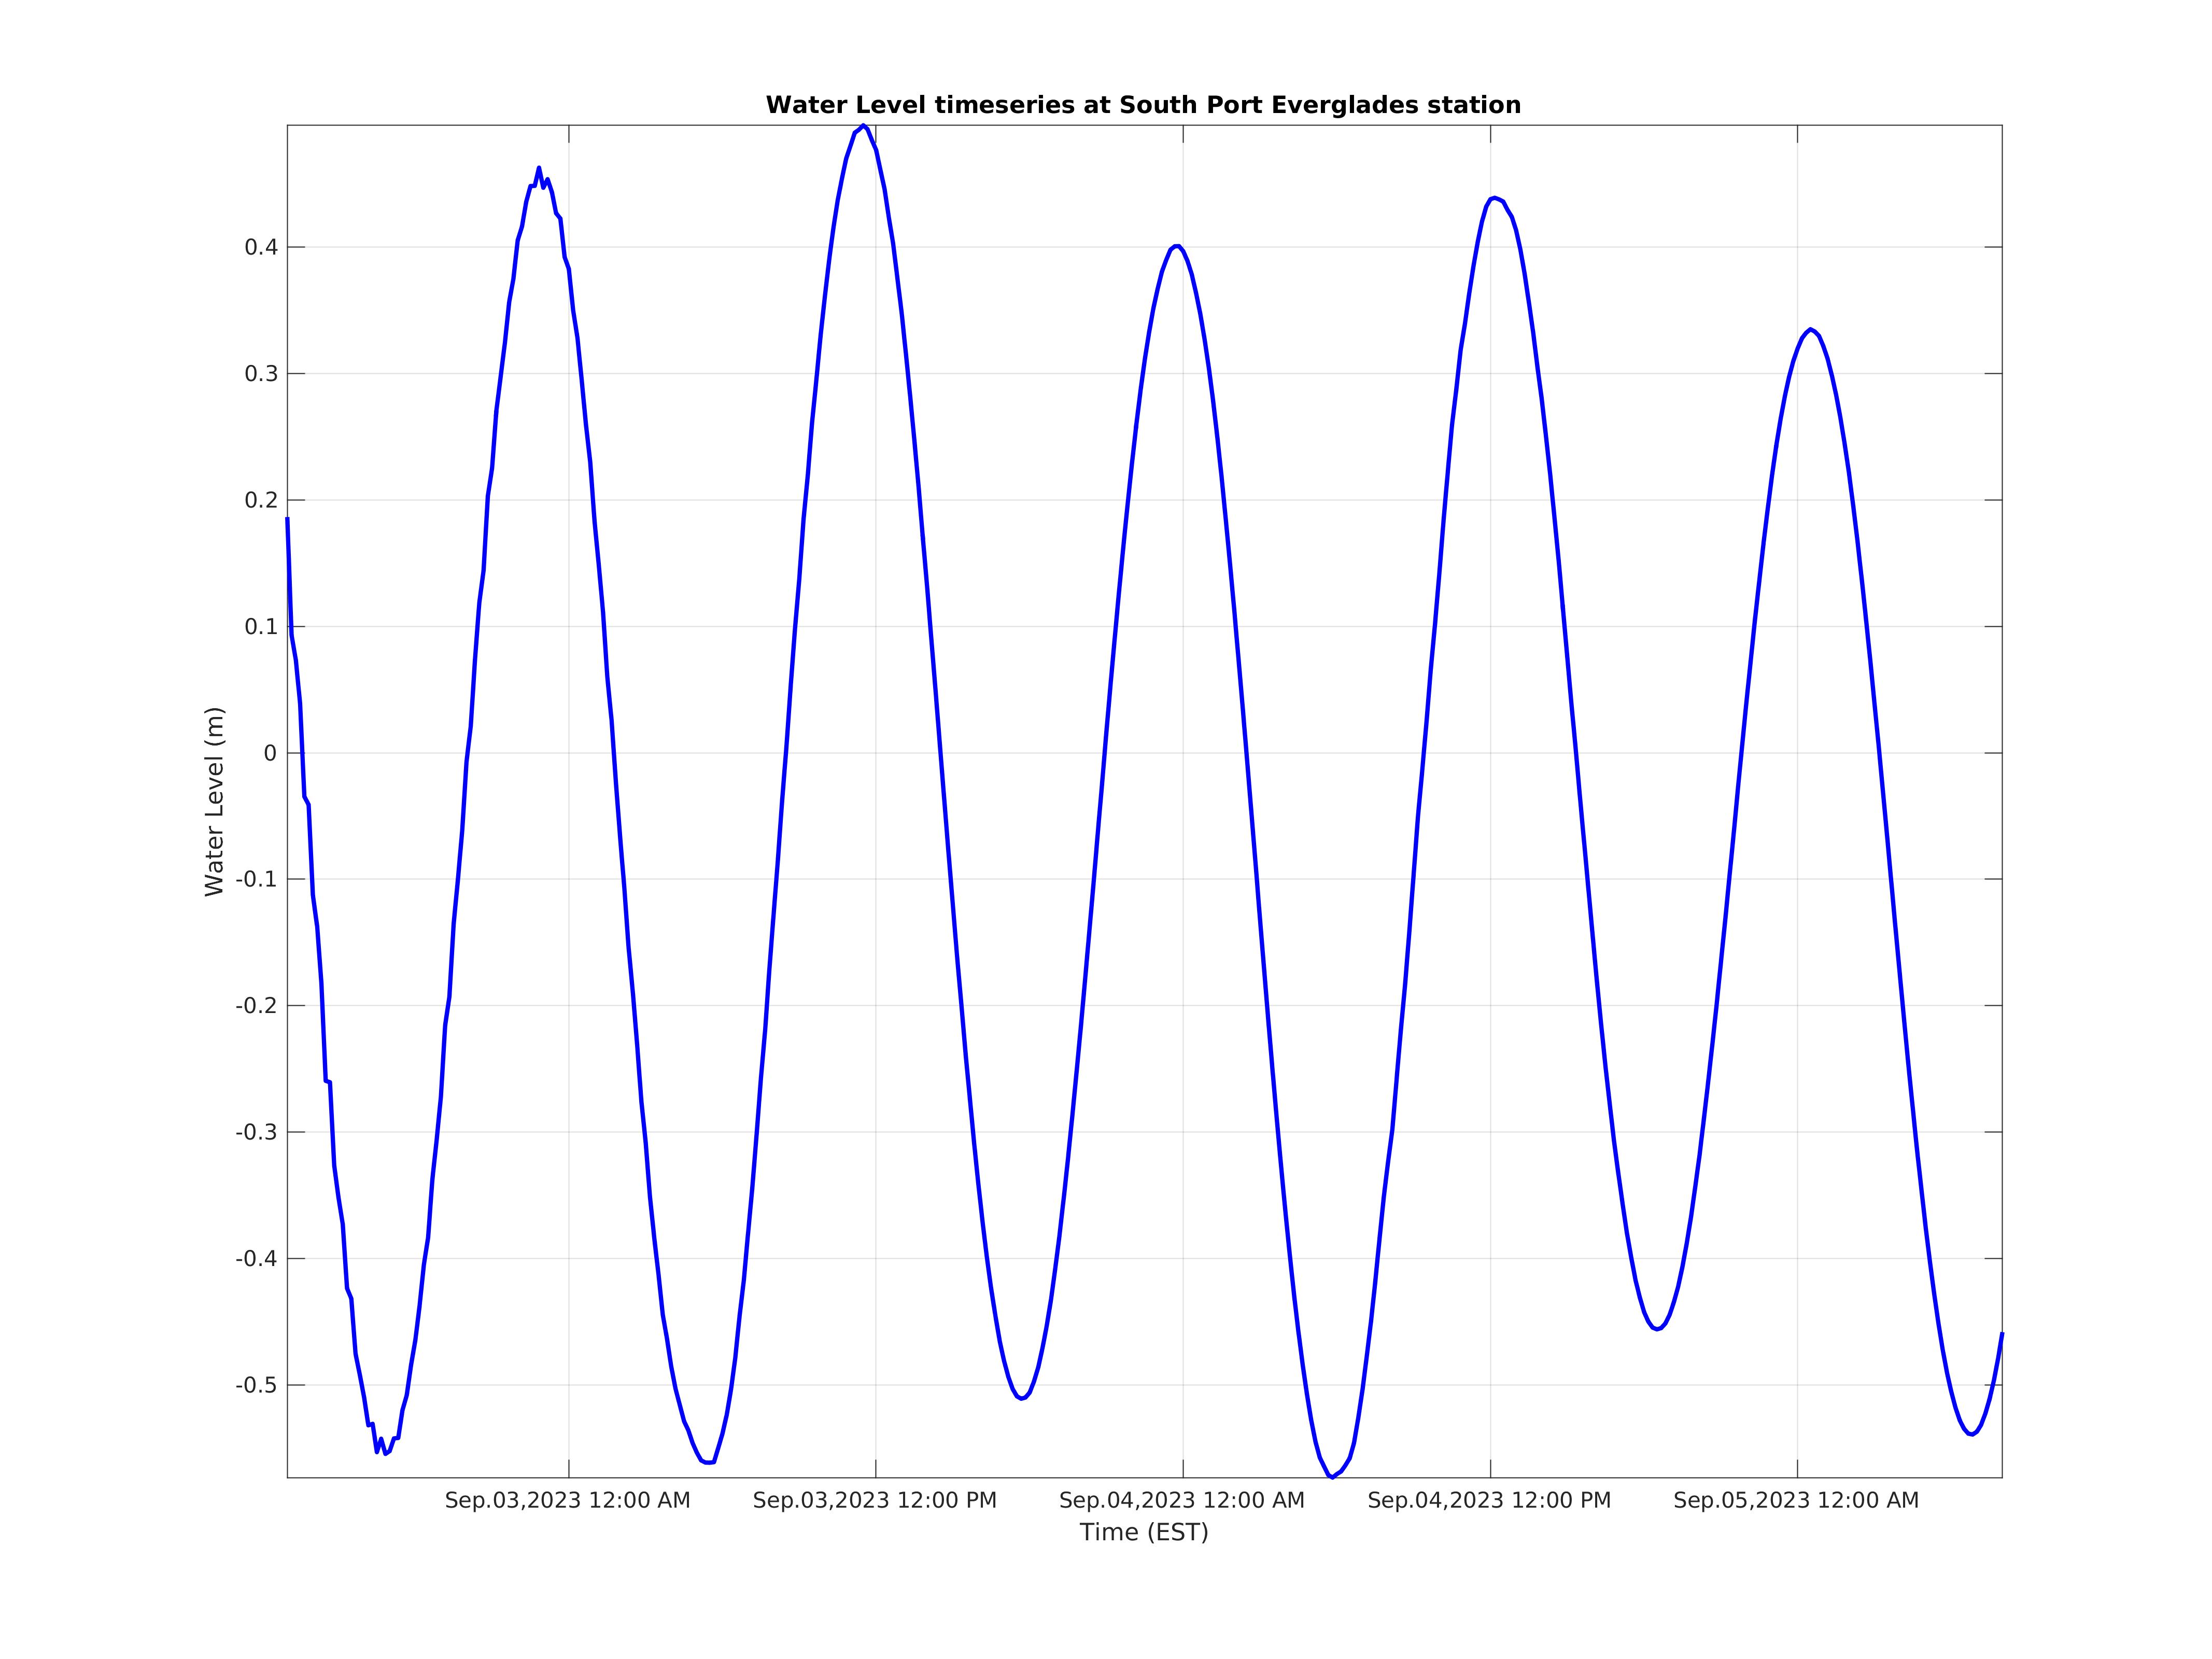 Water Level timeseries at South Port Everglades station
0.4
0.3
0.2
0.1
0
-0.1
-0.2
-0.3
-0.4
-0.5
Water Level (m)
Sep.03,2023 12:00 AM
Sep.03,2023 12:00 PM
Sep.04,2023 12:00 AM
Sep.04,2023 12:00 PM
Sep.05,2023 12:00 AM
Time (EST)